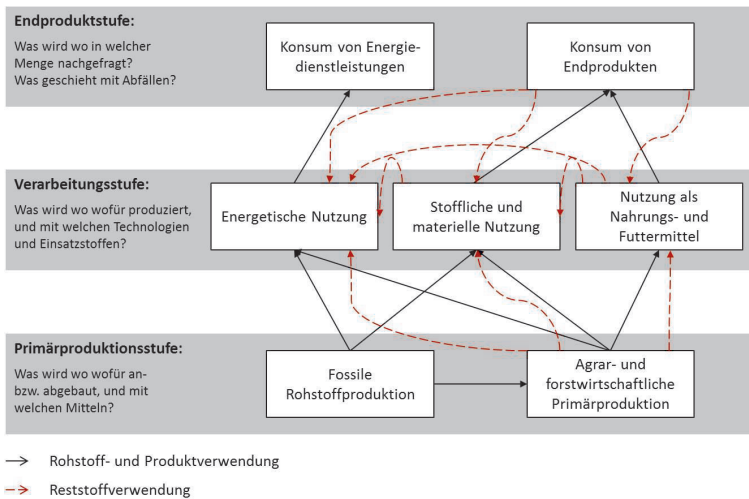 Endproduktstufe:
Was wird wo in welcher
Menge nachgefragt?
Was geschieht mit Abfällen?
Konsum von Energie-
dienstleistungen
Konsum von
Endprodukten
Verarbeitungsstufe:
Was wird wo wofür produziert,
und mit welchen Technologien
und Einsatzstoffen?
Energetische Nutzung
Stoffliche und
materielle Nutzung
Nutzung als
Nahrungs- und
Futtermittel
Primärproduktionsstufe:
Was wird wo wofür an-
bzw. abgebaut, und mit
welchen Mitteln?
Fossile
Rohstoffproduktion
Agrar- und
forstwirtschaftliche
Primärproduktion
Rohstoff- und Produktverwendung
Reststoffverwendung